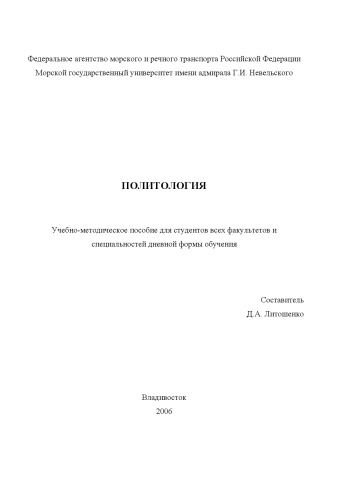 Федеральное агентство морского и речного транспорта Российской Федерации
Морской государственный университет имени адмирала Г.И. Невельского
ПОЛИТОЛОГИЯ
Учебно-методическое пособие для студентов всех факультетов и
специальностей дневной формы обучения
Составитель
Д.А. Литошенко
Владивосток
2006